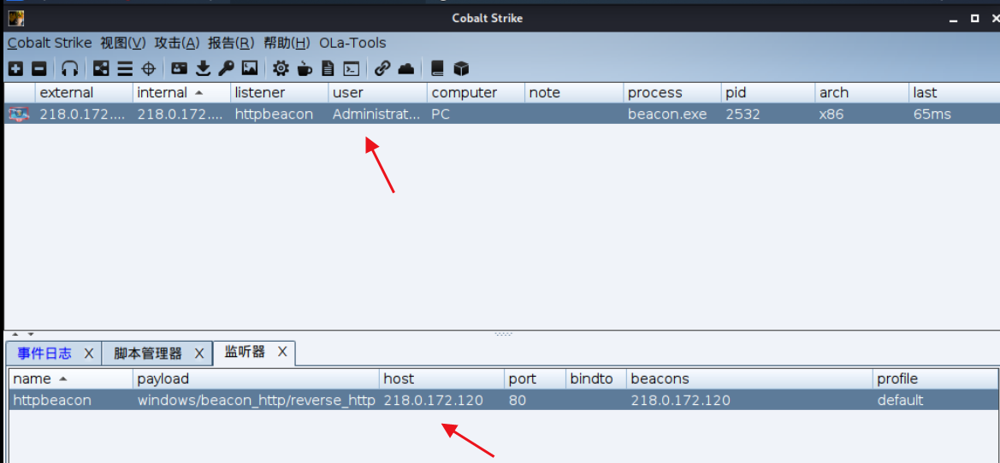 Cobalt Strike
Cobalt Strike 视图(V) 攻击(A) 报告(R) 帮助(H) OLa-Tools
external internal listener user computer note process pid arch last
218.0.172.... 218.0.172.... httpbeacon Administrat... PC beacon.exe 2532 x86 65ms
事件日志 X 脚本管理器 X 监听器 X
name payload host port bindto beacons profile
httpbeacon windows/beacon_http/reverse_http 218.0.172.120 80 218.0.172.120 default